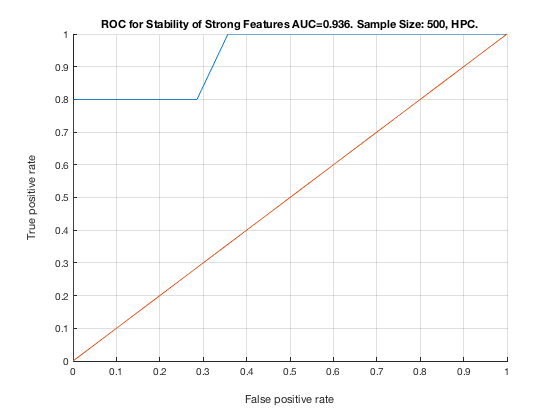 ROC for Stability of Strong Features AUC=0.936. Sample Size: 500, HPC.
1
0.9
0.8
0.7
0.6
0.5
0.4
0.3
0.2
0.1
0
True positive rate
0 0.1 0.2 0.3 0.4 0.5 0.6 0.7 0.8 0.9 1
False positive rate